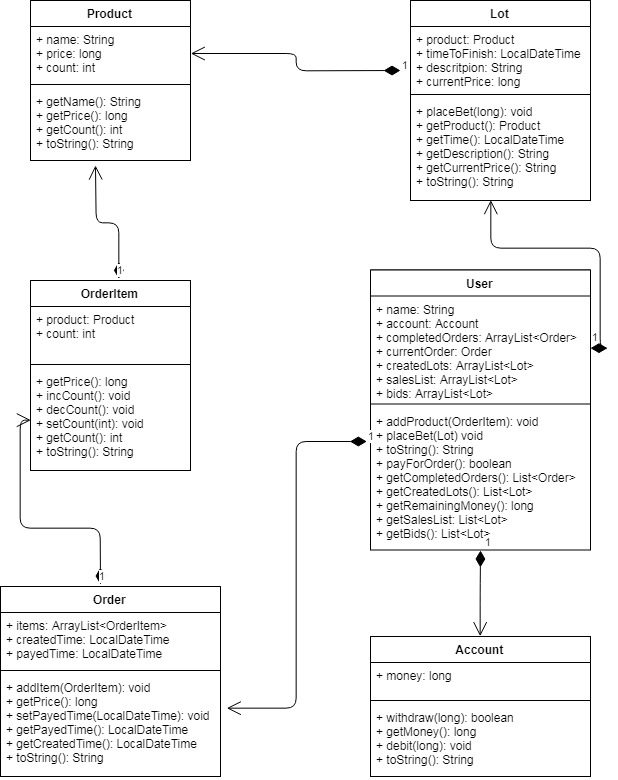 Product
+ name: String
+ price: long
+ count: int
+ getName(): String
+ getPrice(): long
+ getCount(): int
+ toString(): String
Lot
+ product: Product
+ timeToFinish: LocalDateTime
+ descritpion: String
+ currentPrice: long
+ placeBet(long): void
+ getProduct(): Product
+ getTime(): LocalDateTime
+ getDescription(): String
+ getCurrentPrice(): String
+ toString(): String
1
1
OrderItem
+ product: Product
+ count: int
+ getPrice(): long
+ incCount(): void
+ decCount(): void
+ setCount(int): void
+ getCount(): int
+ toString(): String
User
+ name: String
+ account: Account
+ completedOrders: ArrayList<Order>
+ currentOrder: Order
+ createdLots: ArrayList<Lot>
+ salesList: ArrayList<Lot>
+ bids: ArrayList<Lot>
+ addProduct(OrderItem): void
+ placeBet(Lot) void
+ toString(): String
+ payForOrder(): boolean
+ getCompletedOrders(): List<Order>
+ getCreatedLots(): List<Lot>
+ getRemainingMoney(): long
+ getSalesList: List<Lot>
+ getBids(): List<Lot>
1
1
1
1
Order
+ items: ArrayList<OrderItem>
+ createdTime: LocalDateTime
+ payedTime: LocalDateTime
+ addItem(OrderItem): void
+ getPrice(): long
+ setPayedTime(LocalDateTime): void
+ getPayedTime(): LocalDateTime
+ getCreatedTime(): LocalDateTime
+ toString(): String
Account
+ money: long
+ withdraw(long): boolean
+ getMoney(): long
+ debit(long): void
+ toString(): String